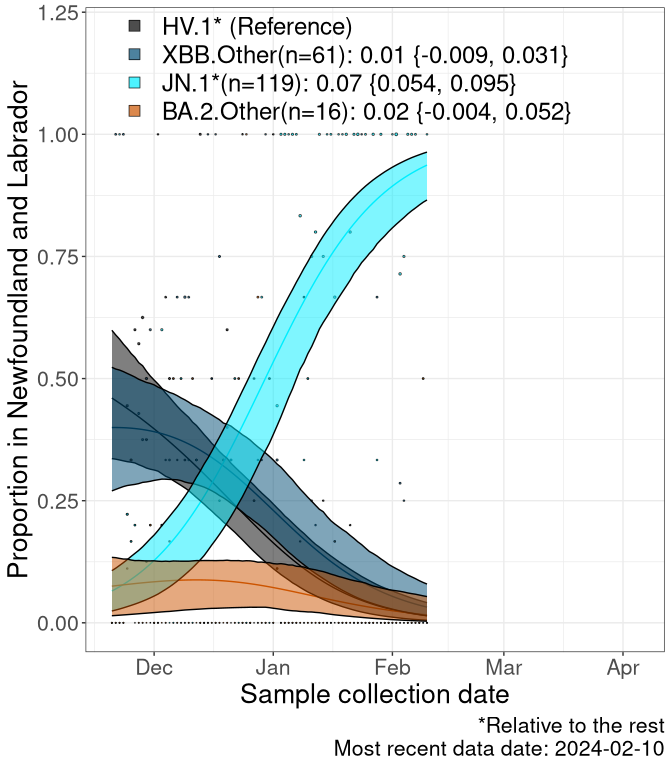 HV.1* (Reference)
XBB.Other(n=61): 0.01 {-0.009, 0.031}
JN.1*(n=119): 0.07 {0.054, 0.095}
BA.2.Other(n=16): 0.02 {-0.004, 0.052}
Proportion in Newfoundland and Labrador
1.25
1.00
0.75
0.50
0.25
0.00
Dec Jan Feb Mar Apr
Sample collection date
*Relative to the rest
Most recent data date: 2024-02-10